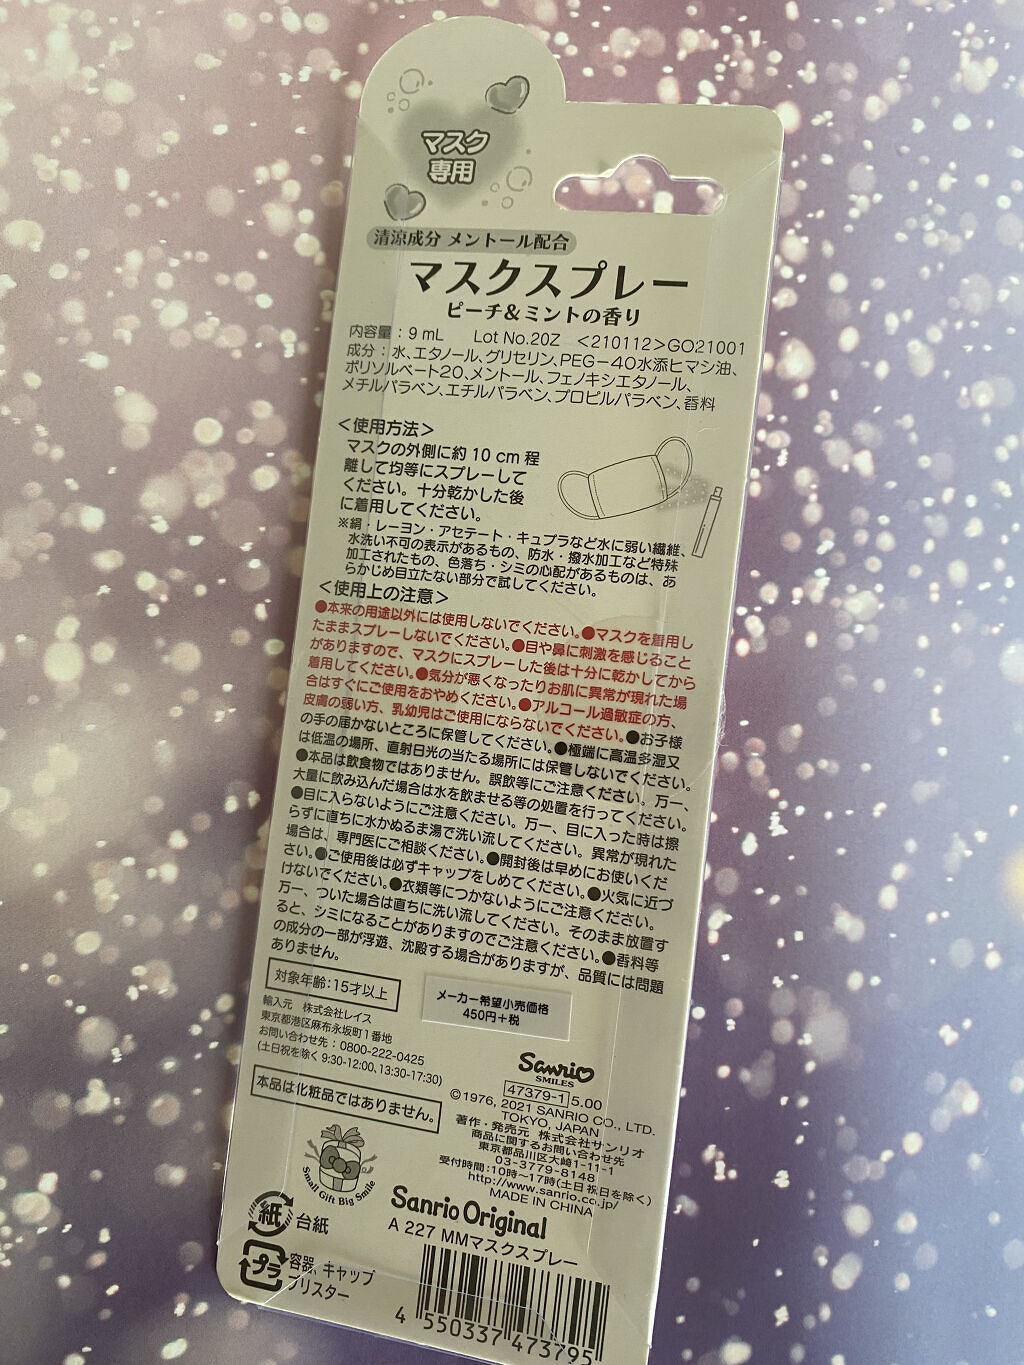 マスク
専用
清涼成分 メントール配合
マスクスプレー
ピーチ&ミントの香り
内容量：9 mL Lot No.20Z <210112>GO21001
成分：水、エタノール、グリセリン、PEG-40水添ヒマシ油、
ポリソルベート20、メントール、フェノキシエタノール、
メチルパラベン、エチルパラベン、プロピルパラベン、香料
<使用方法>
マスクの外側に約 10 cm 程
離して均等にスプレーして
ください。十分乾かした後
に着用してください。
※絹・レーヨン・アセテート・キュプラなど水に弱い繊維、
水洗い不可の表示があるもの、防水・撥水加工など特殊
加工されたもの、色落ち・シミの心配があるものは、あ
らかじめ目立たない部分で試してください。
<使用上の注意>
●本来の用途以外には使用しないでください。●マスクを着用し
たままスプレーしないでください。●目や鼻に刺激を感じること
がありますので、マスクにスプレーした後は十分に乾かしてから
着用してください。●気分が悪くなったりお肌に異常が現れた場
合はすぐにご使用をおやめください。●アルコール過敏症の方、
皮膚の弱い方、乳幼児はご使用にならないでください。●お子様
の手の届かないところに保管してください。●極端に高温多湿又
は低温の場所、直射日光の当たる場所には保管しないでください。
●本品は飲食物ではありません。誤飲等にご注意ください。万一、
大量に飲み込んだ場合は水を飲ませる等の処置を行ってください。
●目に入らないようにご注意ください。万一、目に入った時は擦
らずに直ちに水かぬるま湯で洗い流してください。異常が現れた
場合は、専門医にご相談ください。●開封後は早めにお使いくだ
さい。●ご使用後は必ずキャップをしめてください。●火気に近づ
けないでください。●衣類等につかないようにご注意ください。
万一、ついた場合は直ちに洗い流してください。そのまま放置す
ると、シミになることがありますのでご注意ください。●香料等
の成分の一部が浮遊、沈殿する場合がありますが、品質には問題
ありません。
対象年齢：15才以上
メーカー希望小売価格
450円+税
輸入元 株式会社レイス
東京都港区麻布永坂町1番地
お問い合わせ先：0800-222-0425
(土日祝を除く 9:30-12:00、13:30-17:30)
本品は化粧品ではありません。
Sanrio
SMILES
47379-1 5.00
©1976, 2021 SANRIO CO., LTD.
TOKYO, JAPAN
著作・発売元 株式会社サンリオ
商品に関するお問い合わせ先
東京都品川区大崎1-11-1
03-3779-8148
受付時間：10時～17時(土日祝日を除く)
http://www.sanrio.co.jp/
MADE IN CHINA
Small Gift Big Smile
Sanrio Original
A 227 MMマスクスプレー
紙 台紙
プラ 容器、キャップ
ブリスター
4 550337 473795